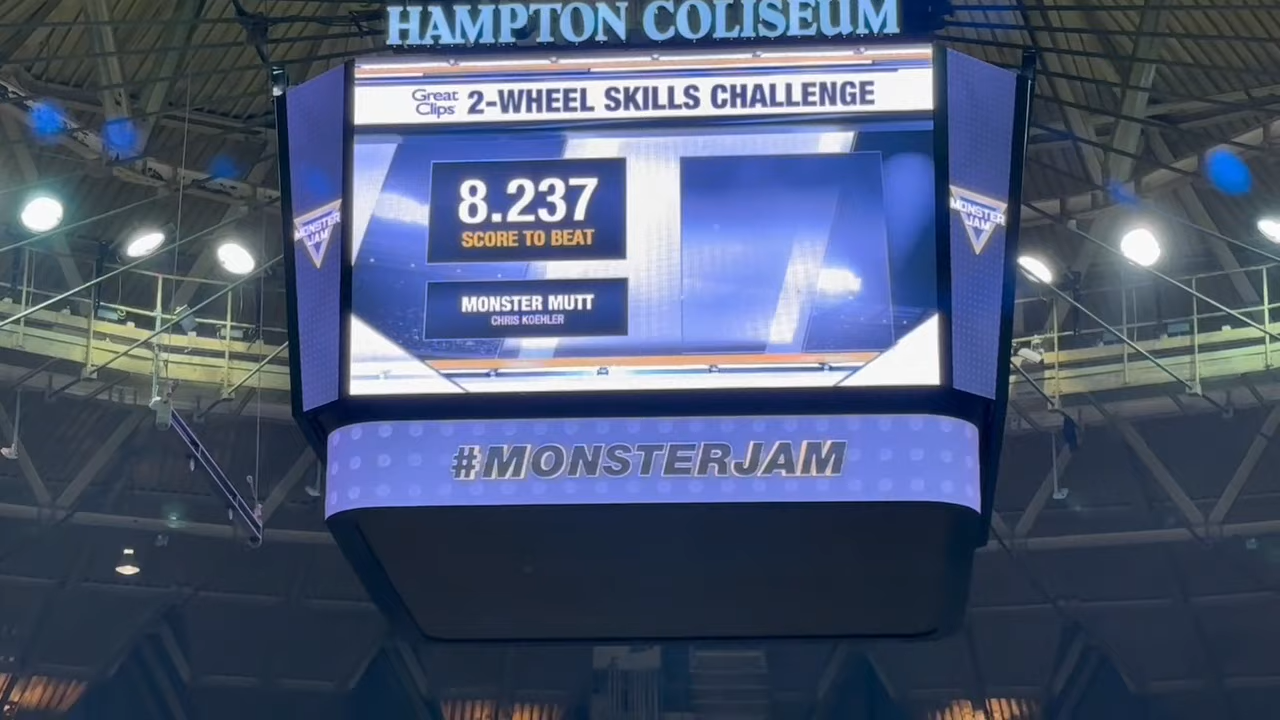 HAMPTON COLISEUM
Great
Clips
2-WHEEL SKILLS CHALLENGE
8.237
SCORE TO BEAT
MONSTER MUTT
CHRIS KOEHLER
MONSTER
JAM
MONSTER
JAM
#MONSTERJAM